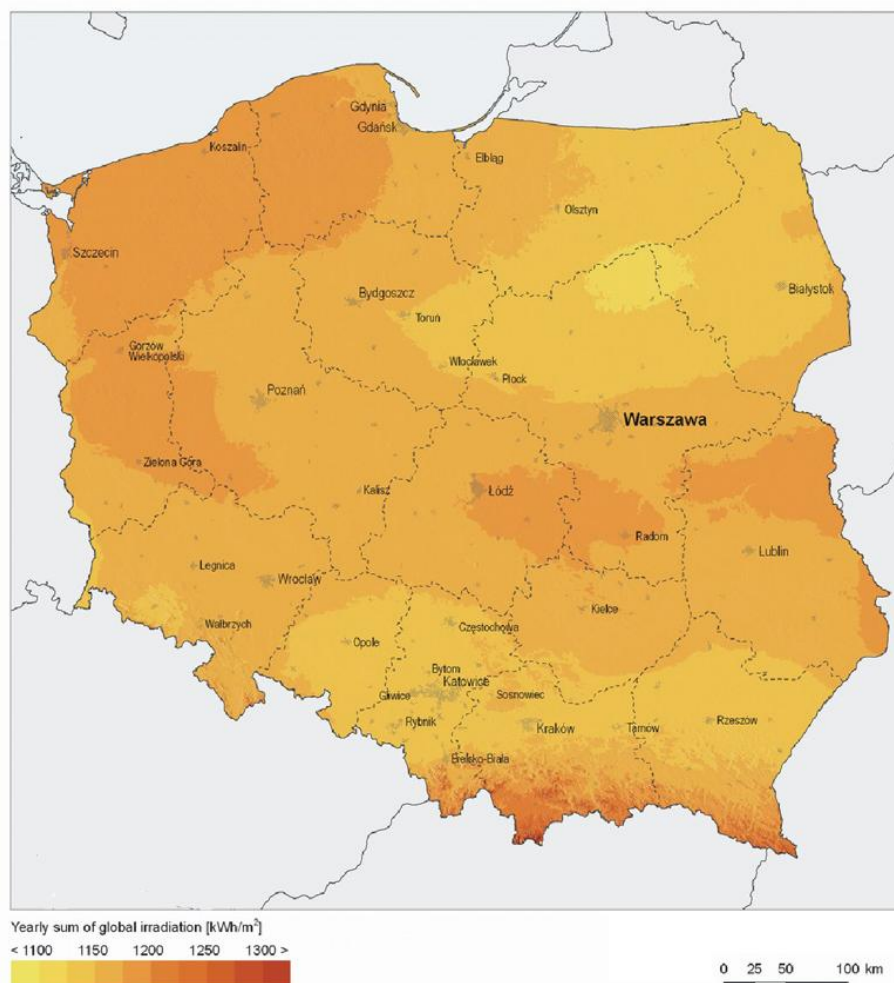 Gdynia
Gdańsk
Koszalin
Elbląg
Olsztyn
Szczecin
Białystok
Bydgoszcz
Toruń
Gorzów
Wielkopolski
Włocławek
Płock
Poznań
Warszawa
Zielona Góra
Kalisz
Łódź
Radom
Lublin
Legnica
Wrocław
Kielce
Wałbrzych
Częstochowa
Opole
Bytom
Katowice
Gliwice
Sosnowiec
Rybnik
Kraków
Tarnów
Rzeszów
Bielsko-Biała
Yearly sum of global irradiation [kWh/m²]
< 1100 1150 1200 1250 1300 >
0 25 50 100 km